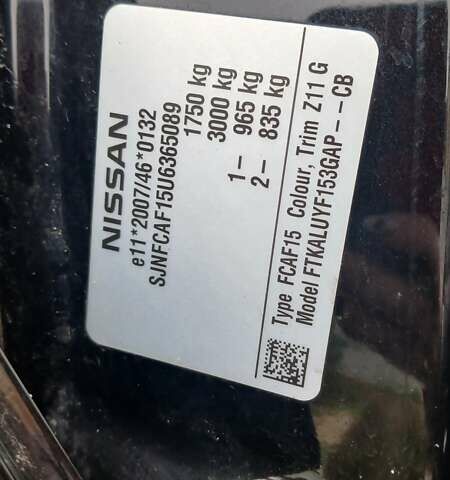 NISSAN
e11*2007/46*0132
SJNFCAF15U6365089
1750 kg
3000 kg
1– 965 kg
2– 835 kg
Type FCAF15 Colour, Trim Z11 G
Model FTKALUYF153GAP – – CB